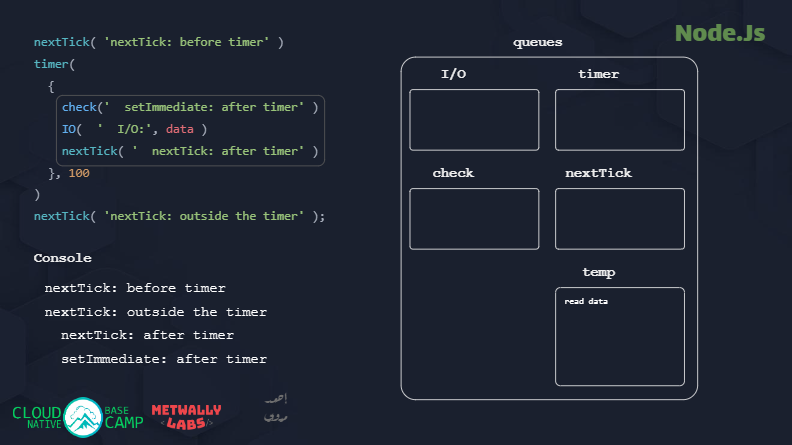 Node.Js
nextTick( 'nextTick: before timer' )
timer(
{
check('  setImmediate: after timer' )
IO(  '  I/O:', data )
nextTick( '  nextTick: after timer' )
}, 100
)
nextTick( 'nextTick: outside the timer' );
Console
nextTick: before timer
nextTick: outside the timer
nextTick: after timer
setImmediate: after timer
queues
I/O
timer
check
nextTick
temp
read data
CLOUD NATIVE
BASE CAMP
METWALLY
<LABS/>